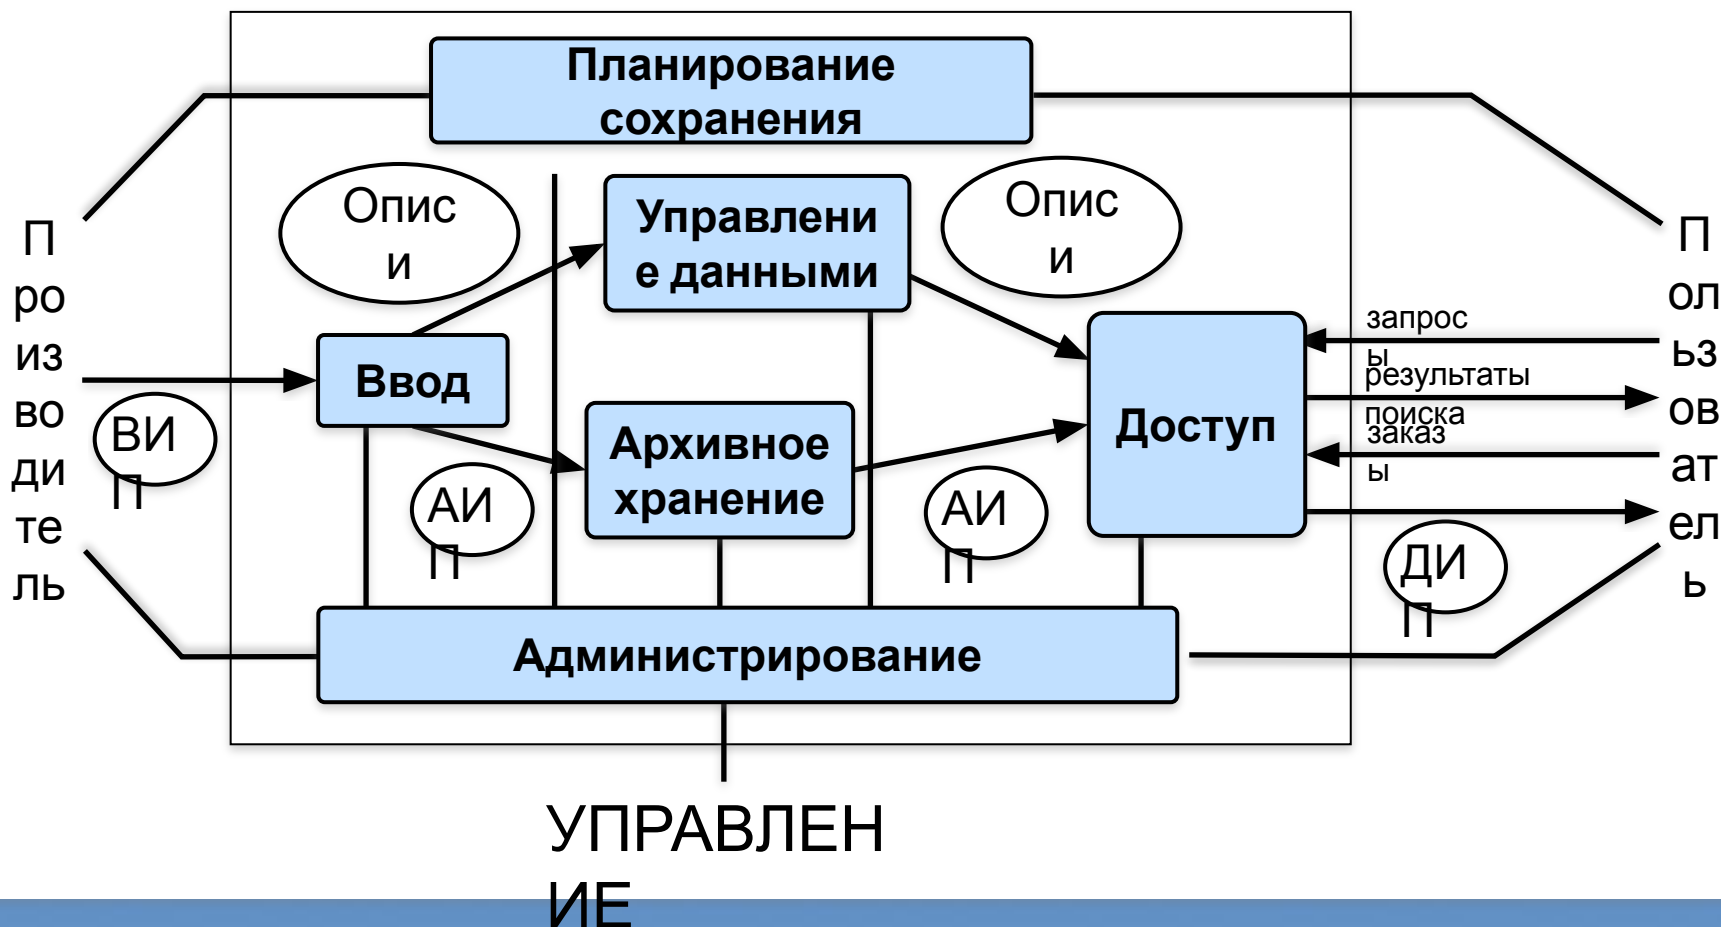 Планирование
сохранения
Опис
и
Управлени
е данными
Опис
и
П
ро
из
во
ди
те
ль
Ввод
ВИ
П
АИ
П
Архивное
хранение
АИ
П
Доступ
запрос
ы
результаты
поиска
заказ
ы
ДИ
П
П
ол
ьз
ов
ат
ел
ь
Администрирование
УПРАВЛЕН
ИЕ